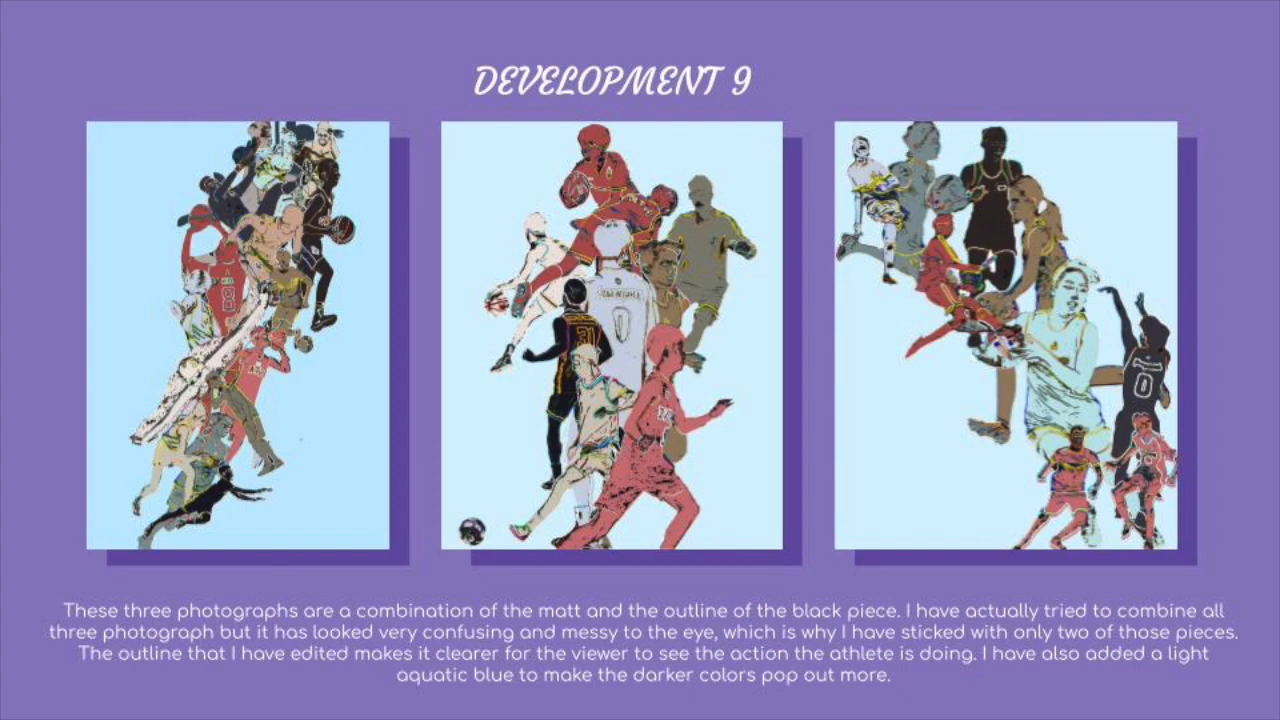 DEVELOPMENT 9
0
31
0
These three photographs are a combination of the matt and the outline of the black piece. I have actually tried to combine all
three photograph but it has looked very confusing and messy to the eye, which is why I have sticked with only two of those pieces.
The outline that I have edited makes it clearer for the viewer to see the action the athlete is doing. I have also added a light
aquatic blue to make the darker colors pop out more.